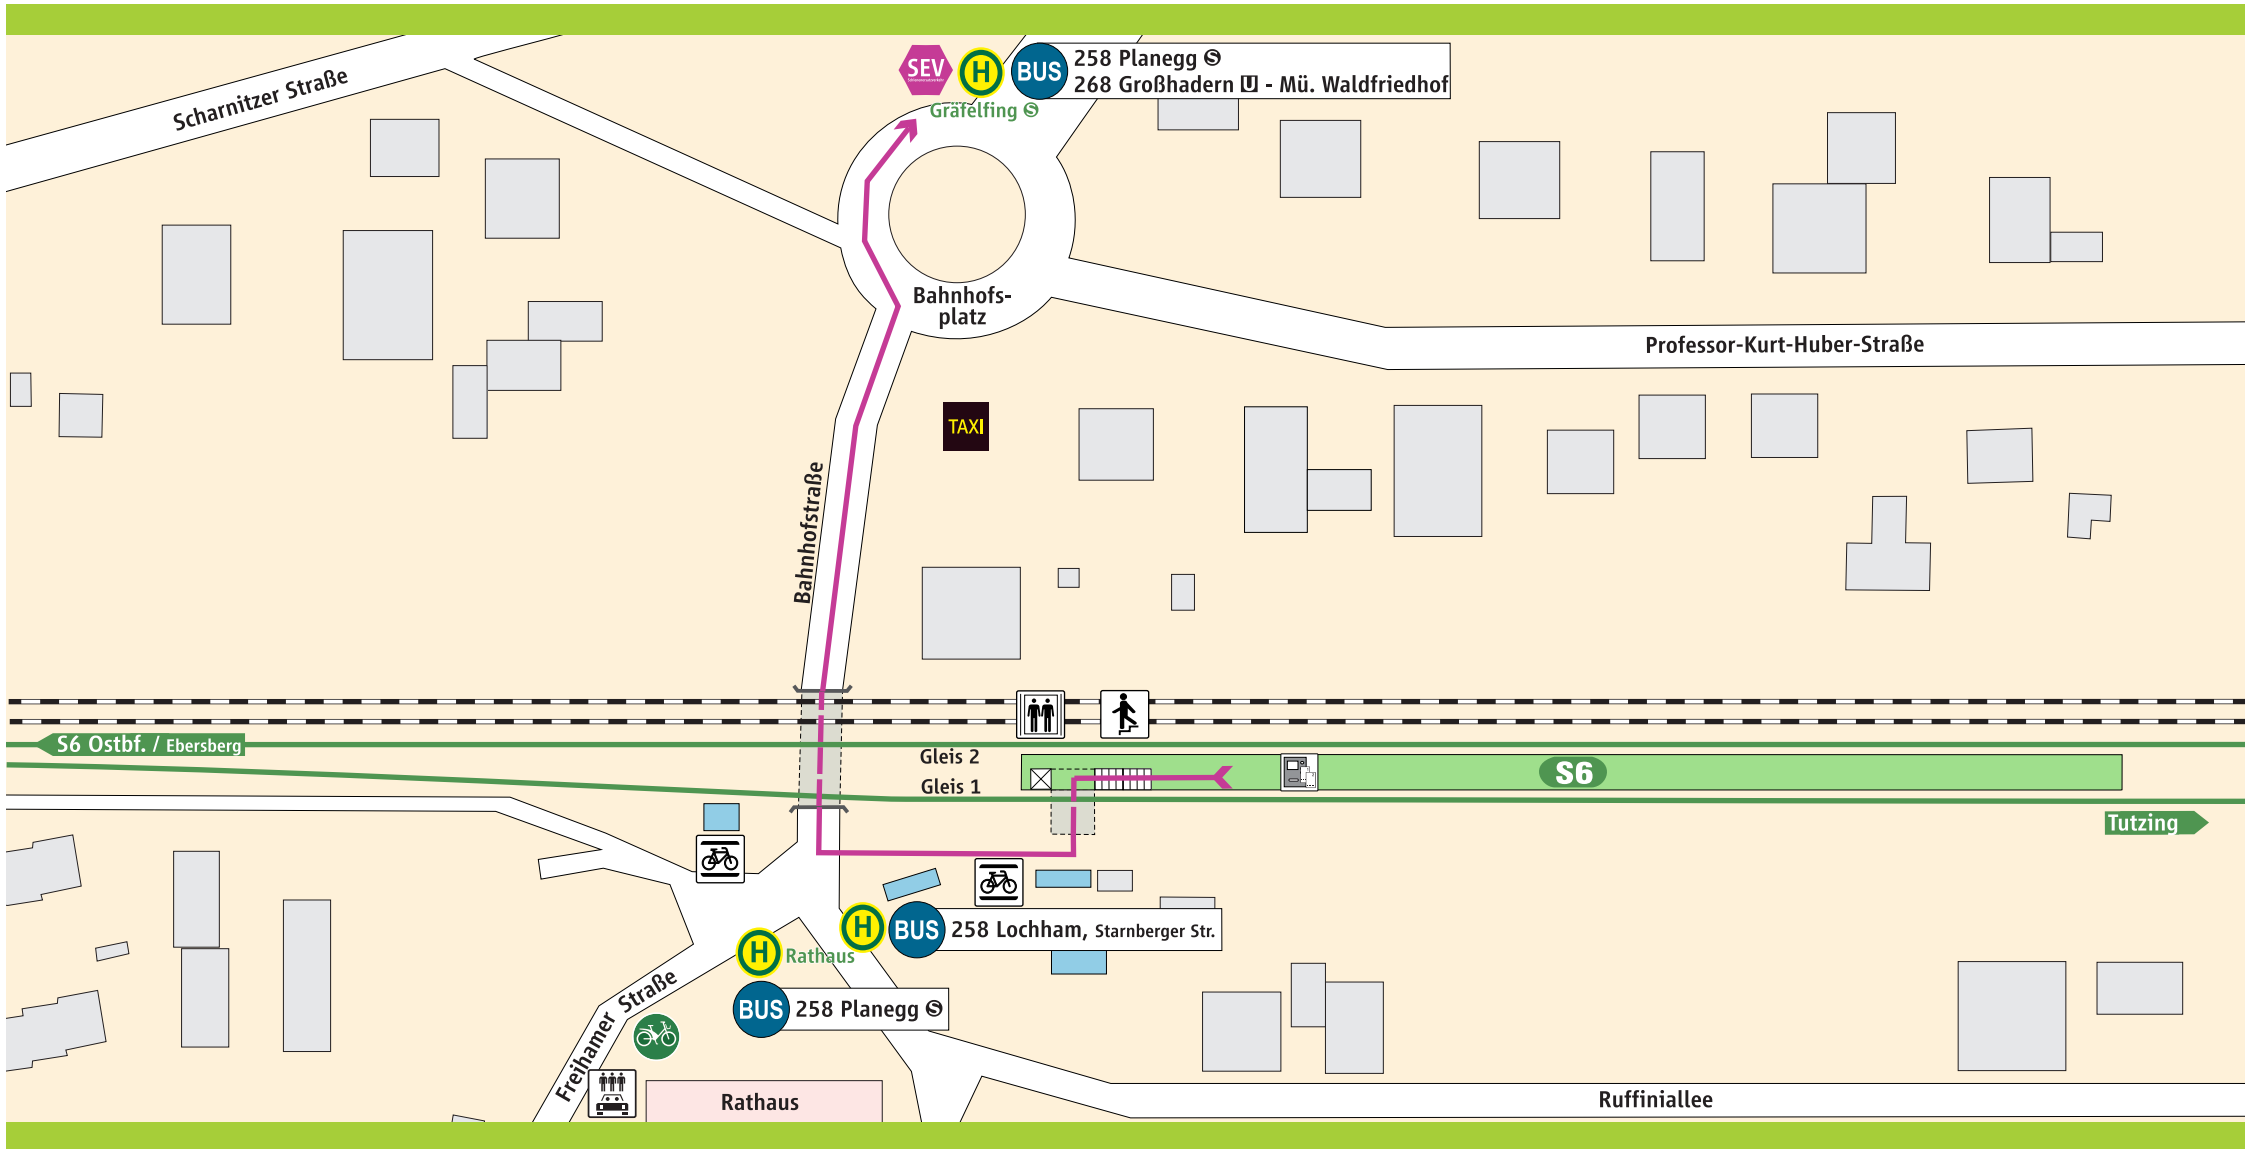 SEV
H
BUS
258 Planegg S
268 Großhadern U - Mü. Waldfriedhof
Gräfelfing S
Scharnitzer Straße
Bahnhofs-
platz
Professor-Kurt-Huber-Straße
TAXI
Bahnhofstraße
S6 Ostbf. / Ebersberg
Gleis 2
Gleis 1
S6
Tutzing
H
BUS
258 Lochham, Starnberger Str.
H
Rathaus
BUS
258 Planegg S
Freihamer Straße
Rathaus
Ruffiniallee